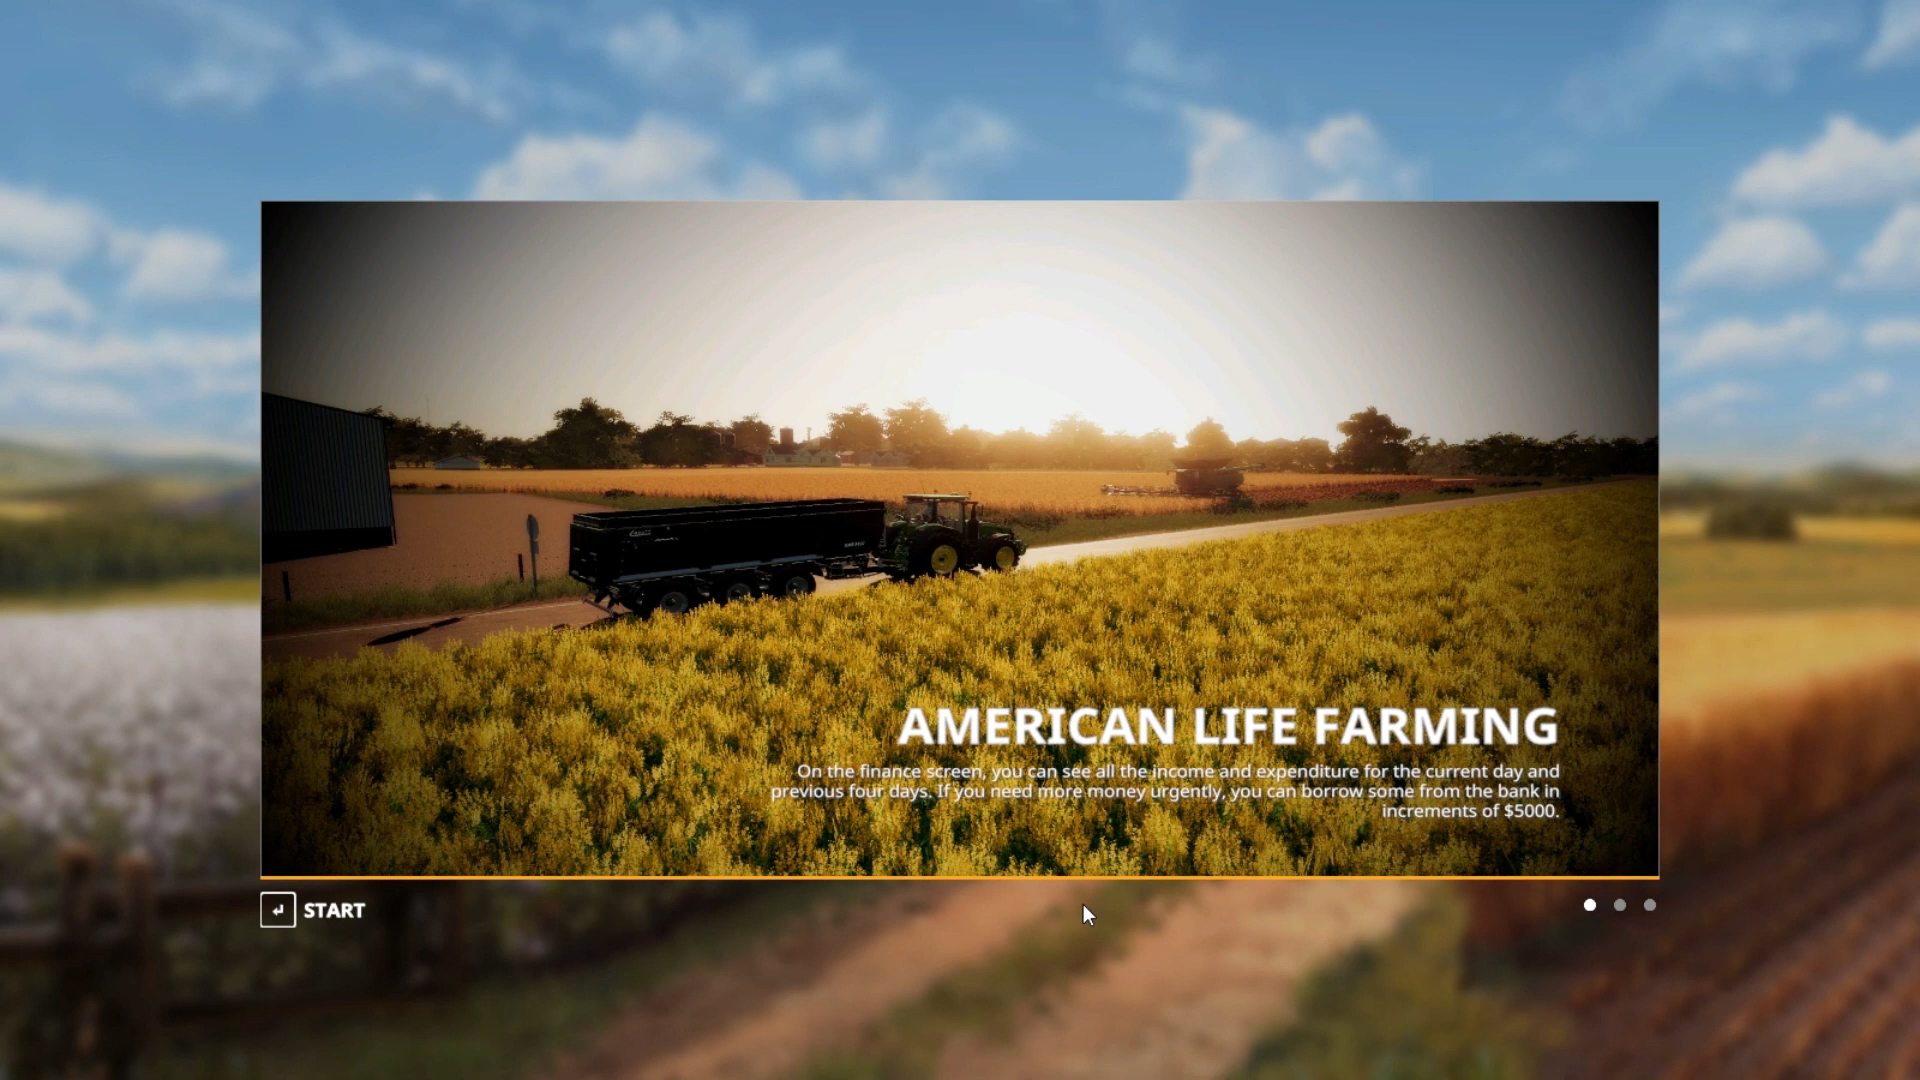 AMERICAN LIFE FARMING
On the finance screen, you can see all the income and expenditure for the current day and
previous four days. If you need more money urgently, you can borrow some from the bank in
increments of $5000.
START